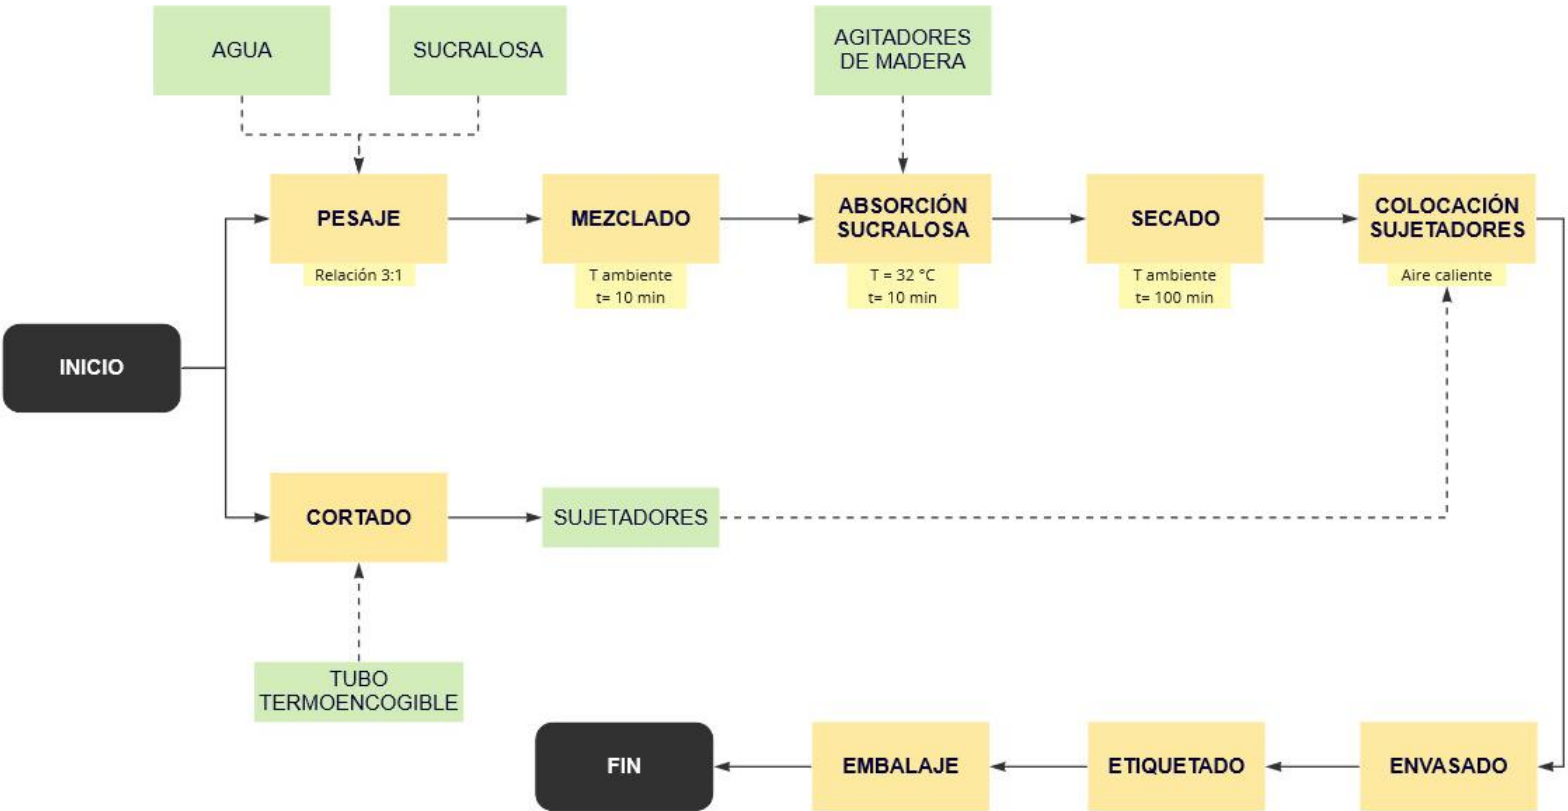 AGUA
SUCRALOSA
AGITADORES
DE MADERA
PESAJE
Relación 3:1
MEZCLADO
T ambiente
t= 10 min
ABSORCIÓN
SUCRALOSA
T = 32 °C
t= 10 min
SECADO
T ambiente
t= 100 min
COLOCACIÓN
SUJETADORES
Aire caliente
INICIO
CORTADO
SUJETADORES
TUBO
TERMOENCOGIBLE
FIN
EMBALAJE
ETIQUETADO
ENVASADO